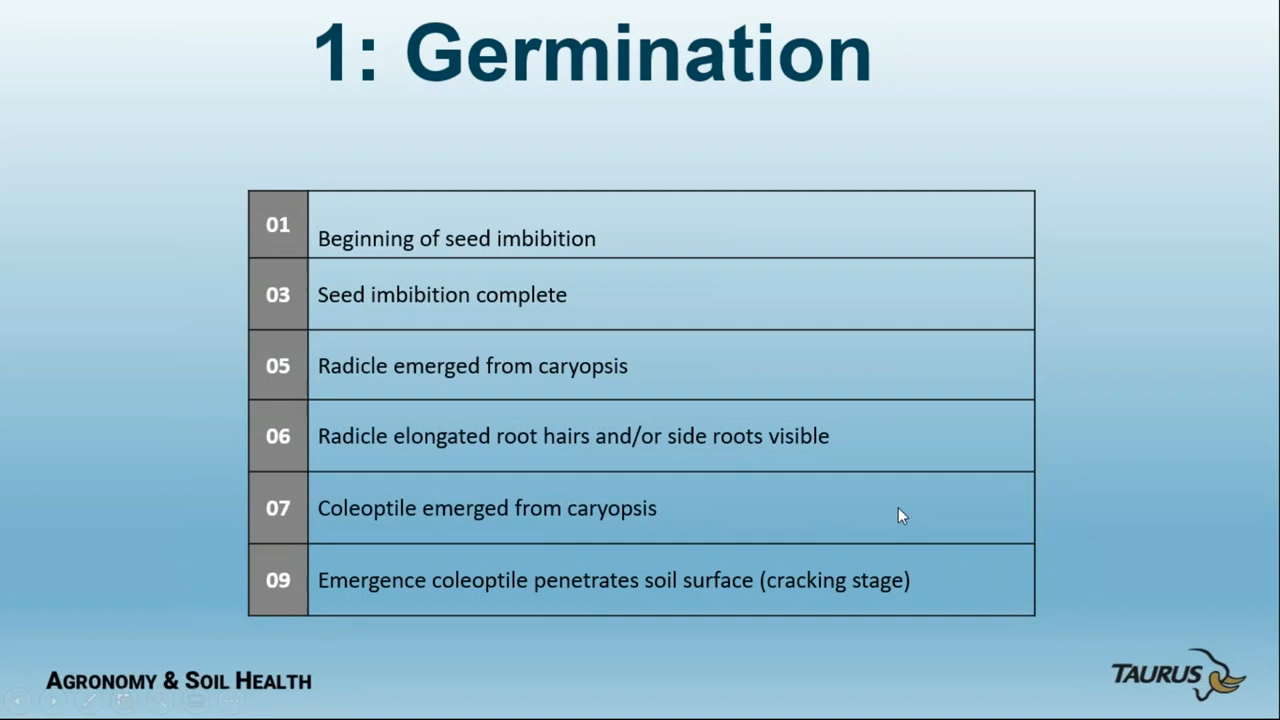 1: Germination
01 Beginning of seed imbibition
03 Seed imbibition complete
05 Radicle emerged from caryopsis
06 Radicle elongated root hairs and/or side roots visible
07 Coleoptile emerged from caryopsis
09 Emergence coleoptile penetrates soil surface (cracking stage)
AGRONOMY & SOIL HEALTH
TAURUS